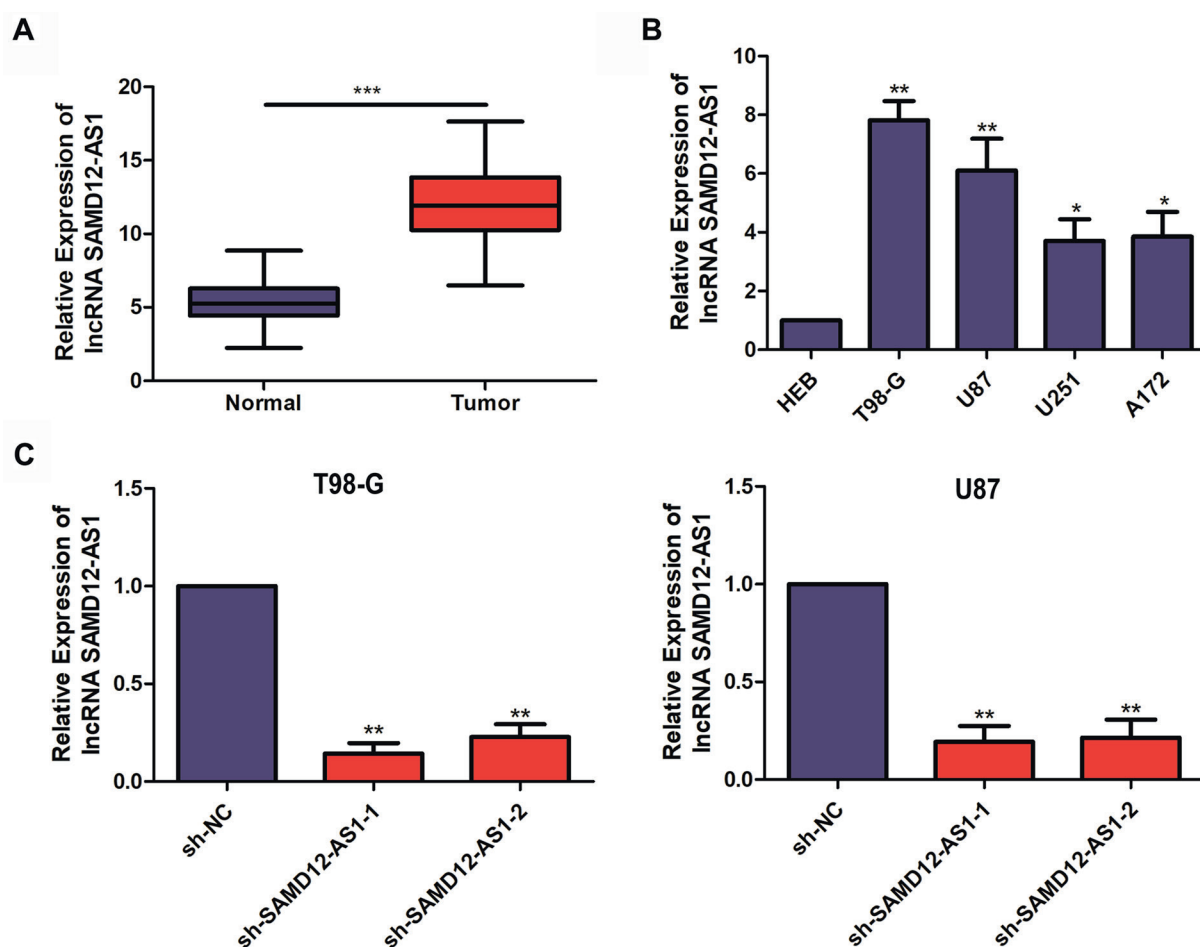 A
Relative Expression of
lncRNA SAMD12-AS1
20
15
10
5
0
***
Normal
Tumor
B
Relative Expression of
lncRNA SAMD12-AS1
10
8
6
4
2
0
**
**
*
*
HEB
T98-G
U87
U251
A172
C
T98-G
Relative Expression of
lncRNA SAMD12-AS1
1.5
1.0
0.5
0.0
**
**
sh-NC
sh-SAMD12-AS1-1
sh-SAMD12-AS1-2
U87
Relative Expression of
lncRNA SAMD12-AS1
1.5
1.0
0.5
0.0
**
**
sh-NC
sh-SAMD12-AS1-1
sh-SAMD12-AS1-2